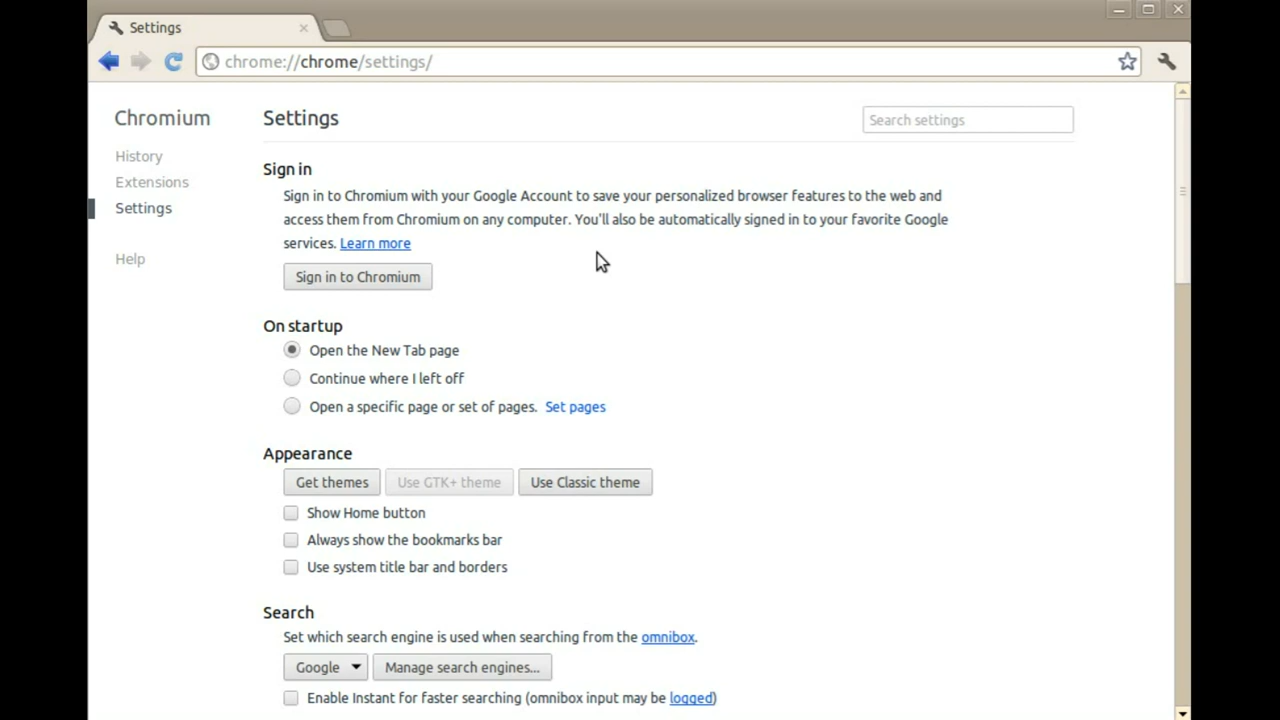 Settings
chrome://chrome/settings/
Chromium
History
Extensions
Settings
Help
Settings
Search settings
Sign in
Sign in to Chromium with your Google Account to save your personalized browser features to the web and
access them from Chromium on any computer. You'll also be automatically signed in to your favorite Google
services. Learn more
Sign in to Chromium
On startup
Open the New Tab page
Continue where I left off
Open a specific page or set of pages. Set pages
Appearance
Get themes Use GTK+ theme Use Classic theme
Show Home button
Always show the bookmarks bar
Use system title bar and borders
Search
Set which search engine is used when searching from the omnibox.
Google Manage search engines...
Enable Instant for faster searching (omnibox input may be logged)